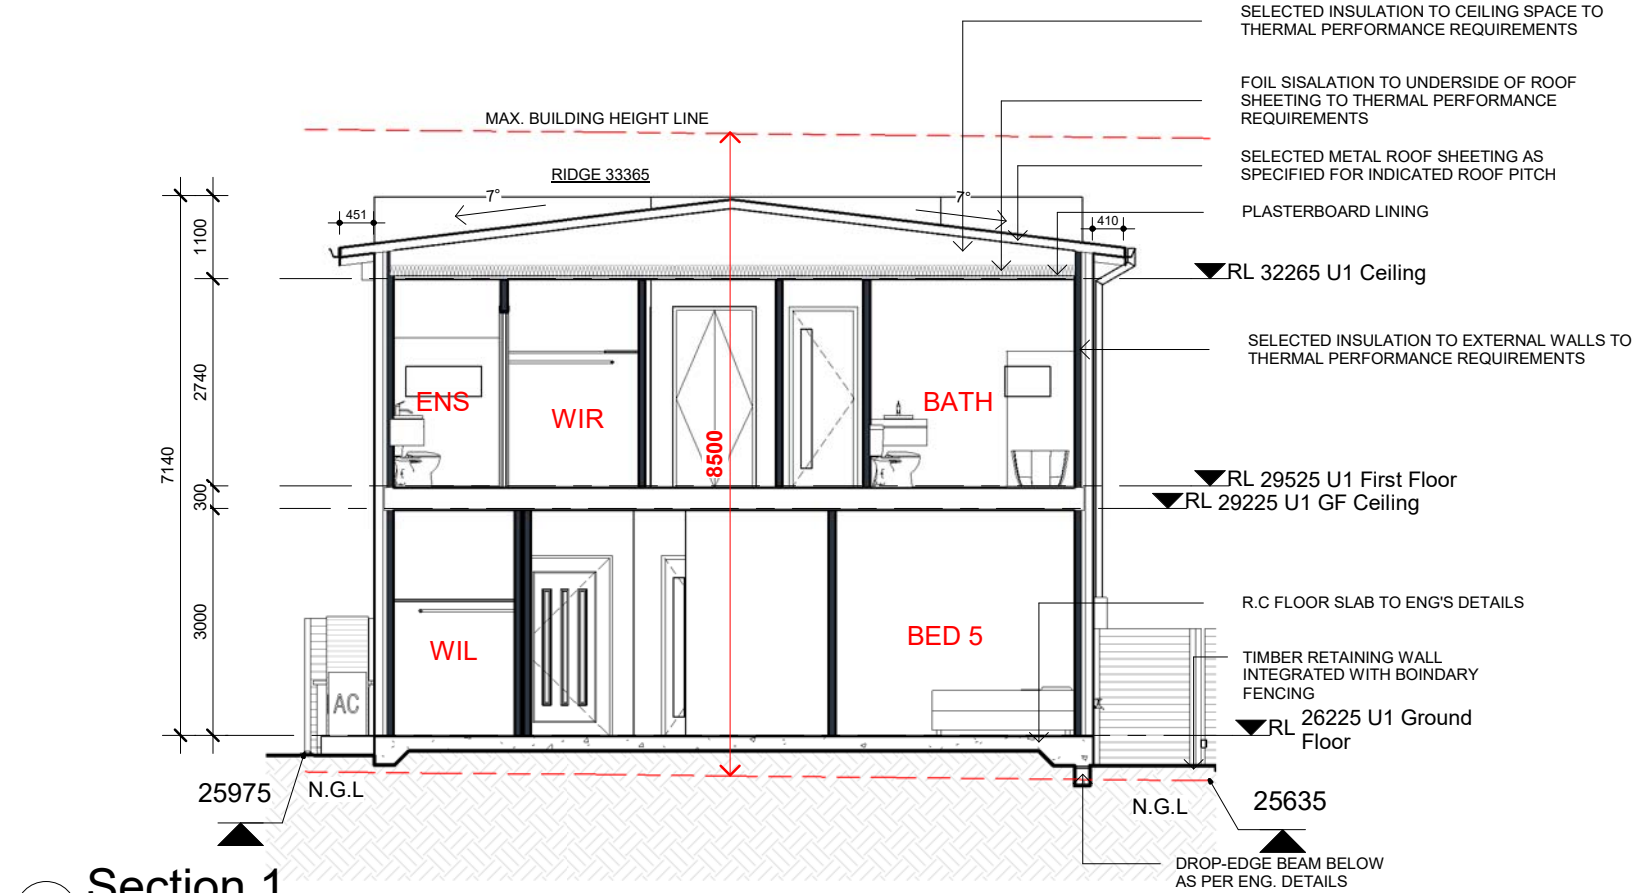 SELECTED INSULATION TO CEILING SPACE TO
THERMAL PERFORMANCE REQUIREMENTS
FOIL SISALATION TO UNDERSIDE OF ROOF
SHEETING TO THERMAL PERFORMANCE
REQUIREMENTS
MAX. BUILDING HEIGHT LINE
SELECTED METAL ROOF SHEETING AS
SPECIFIED FOR INDICATED ROOF PITCH
RIDGE 33365
7°
7°
451
410
PLASTERBOARD LINING
1100
RL 32265 U1 Ceiling
SELECTED INSULATION TO EXTERNAL WALLS TO
THERMAL PERFORMANCE REQUIREMENTS
2740
ENS
WIR
BATH
8500
7140
RL 29525 U1 First Floor
300
RL 29225 U1 GF Ceiling
3000
R.C FLOOR SLAB TO ENG'S DETAILS
WIL
BED 5
TIMBER RETAINING WALL
INTEGRATED WITH BOINDARY
FENCING
AC
RL 26225 U1 Ground
Floor
25975
N.G.L
N.G.L
25635
DROP-EDGE BEAM BELOW
AS PER ENG. DETAILS
Section 1